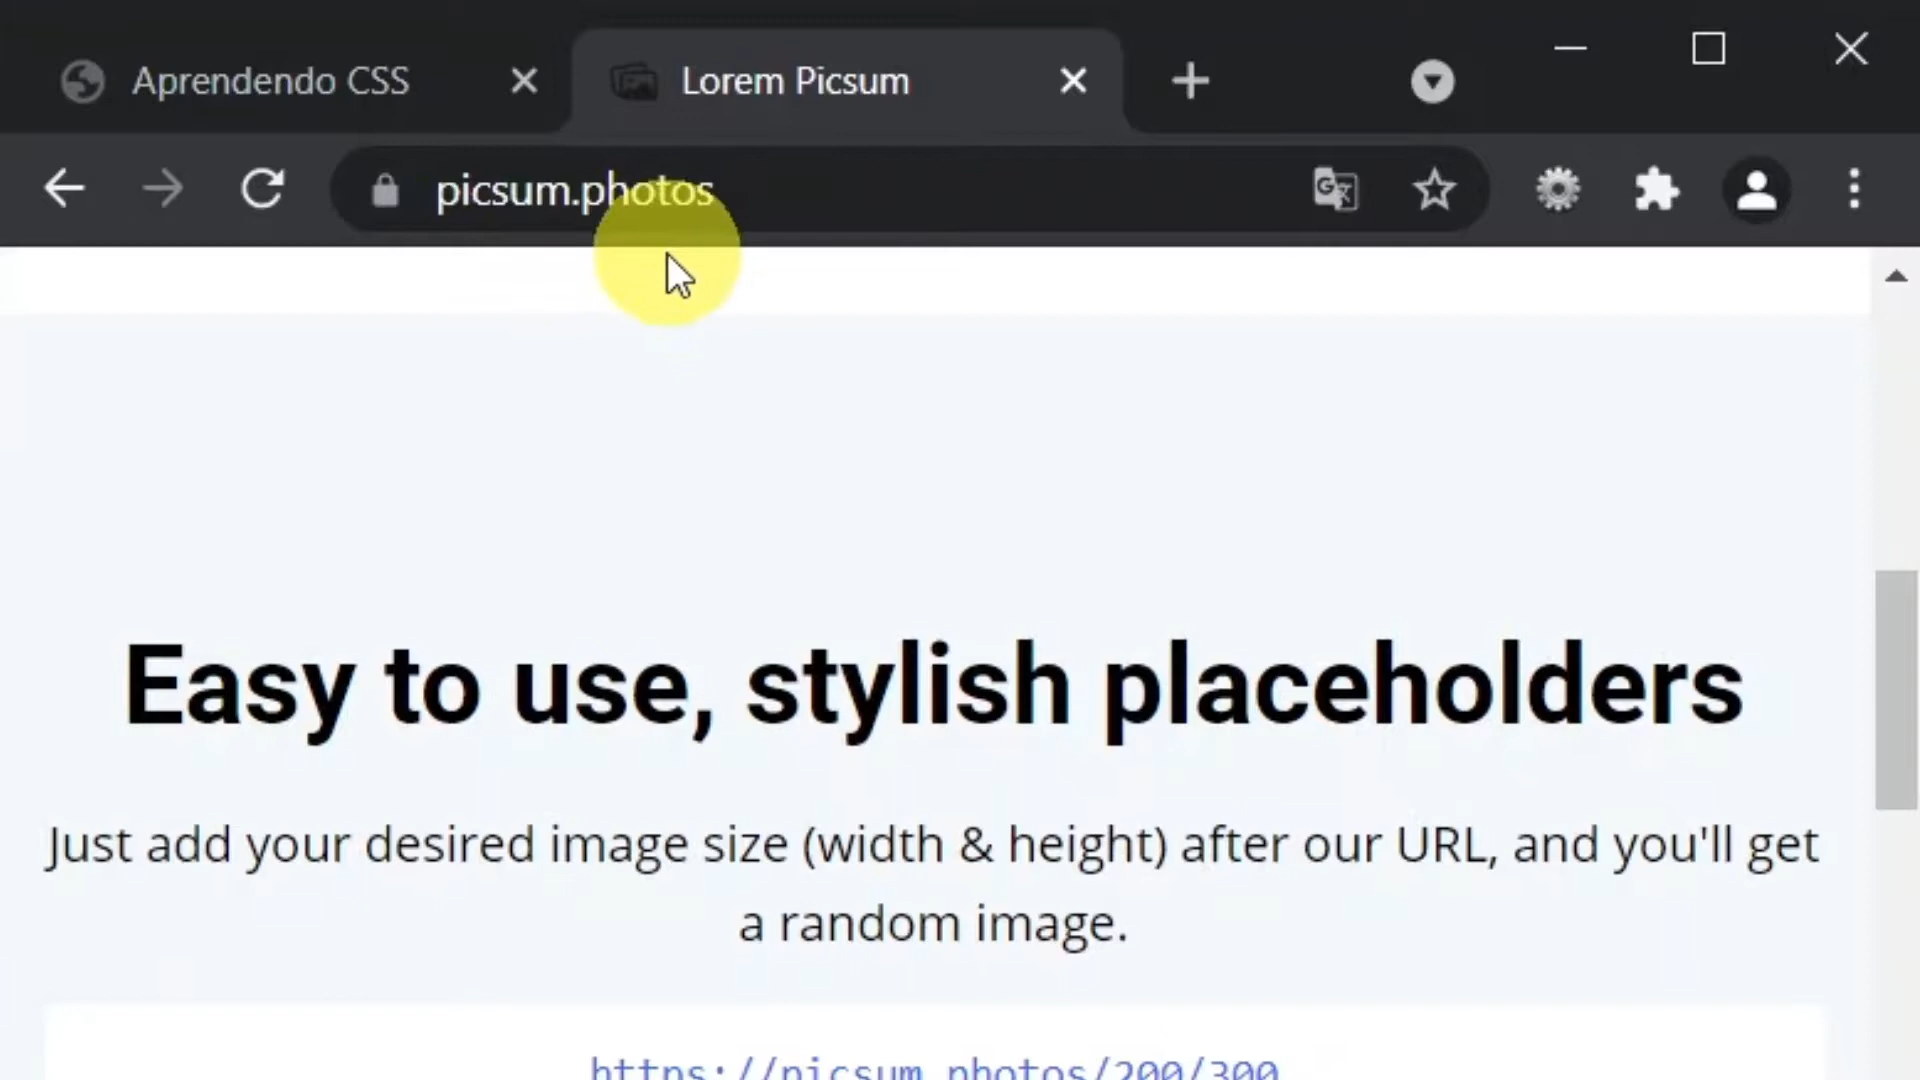 Aprendendo CSS
Lorem Picsum
picsum.photos
Easy to use, stylish placeholders
Just add your desired image size (width & height) after our URL, and you'll get
a random image.
https://picsum.photos/200/300